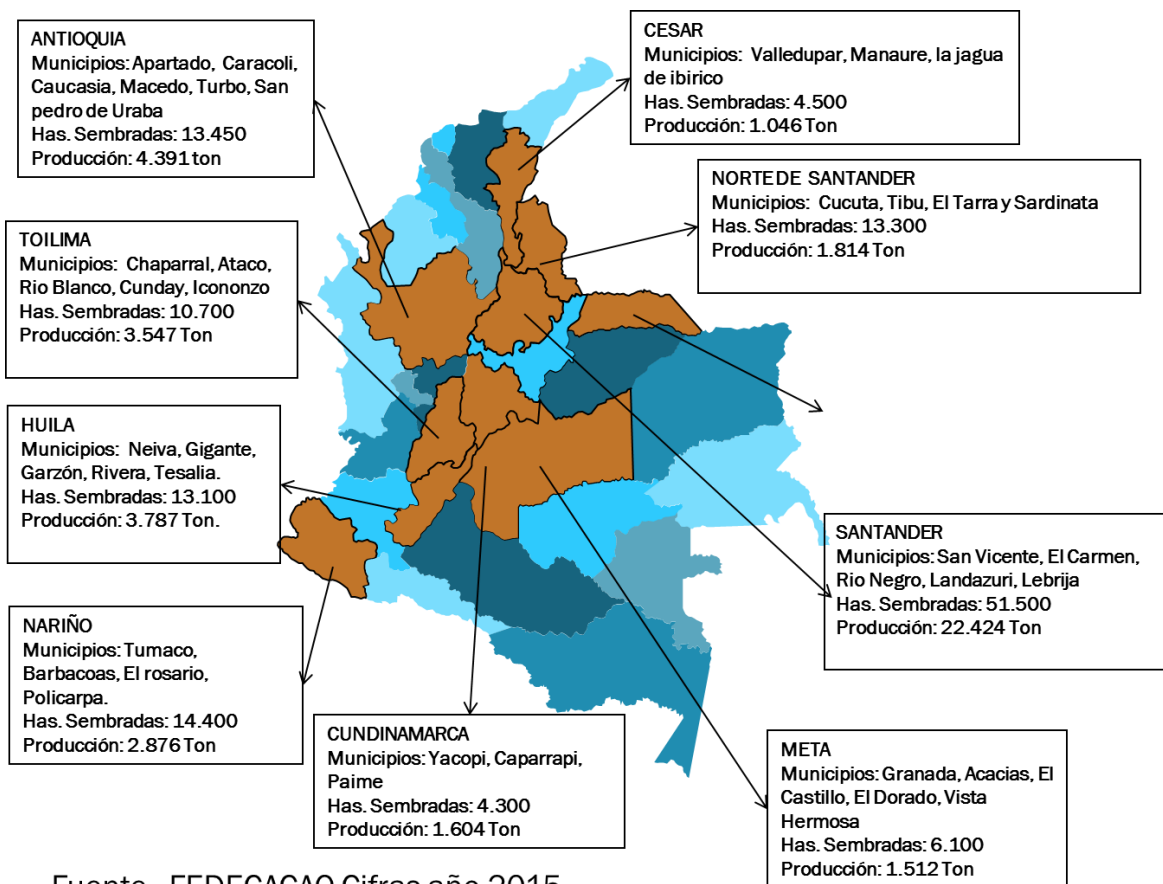 ANTIOQUIA
Municipios: Apartado, Caracoli,
Caucasia, Macedo, Turbo, San
pedro de Uraba
Has. Sembradas: 13.450
Producción: 4.391 ton
CESAR
Municipios: Valledupar, Manaure, la jagua
de ibirico
Has. Sembradas: 4.500
Producción: 1.046 Ton
NORTE DE SANTANDER
Municipios: Cucuta, Tibu, El Tarra y Sardinata
Has. Sembradas: 13.300
Producción: 1.814 Ton
TOILIMA
Municipios: Chaparral, Ataco,
Rio Blanco, Cunday, Icononzo
Has. Sembradas: 10.700
Producción: 3.547 Ton
HUILA
Municipios: Neiva, Gigante,
Garzón, Rivera, Tesalia.
Has. Sembradas: 13.100
Producción: 3.787 Ton.
SANTANDER
Municipios: San Vicente, El Carmen,
Rio Negro, Landazuri, Lebrija
Has. Sembradas: 51.500
Producción: 22.424 Ton
NARIÑO
Municipios: Tumaco,
Barbacoas, El rosario,
Policarpa.
Has. Sembradas: 14.400
Producción: 2.876 Ton
CUNDINAMARCA
Municipios: Yacopi, Caparrapi,
Paime
Has. Sembradas: 4.300
Producción: 1.604 Ton
META
Municipios: Granada, Acacias, El
Castillo, El Dorado, Vista
Hermosa
Has. Sembradas: 6.100
Producción: 1.512 Ton
Fuente FEDECACAO Cifras año 2015